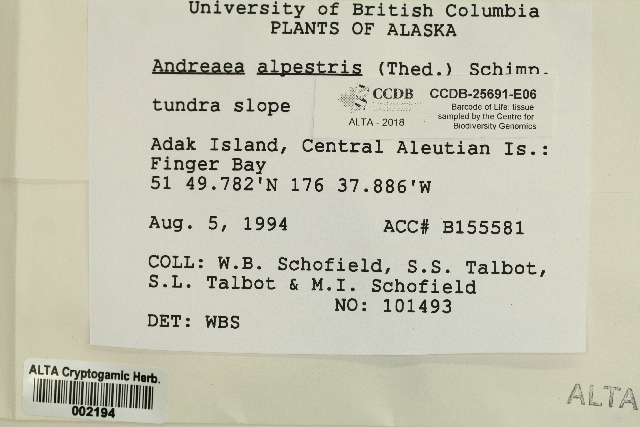 University of British Columbia
PLANTS OF ALASKA
Andreaea alpestris (Thed.) Schimp.
tundra slope
CCDB CCDB-25691-E06
ALTA - 2018
Barcode of Life: tissue
sampled by the Centre for
Biodiversity Genomics
Adak Island, Central Aleutian Is.:
Finger Bay
51 49.782'N 176 37.886'W
Aug. 5, 1994 ACC# B155581
COLL: W.B. Schofield, S.S. Talbot,
S.L. Talbot & M.I. Schofield
NO: 101493
DET: WBS
ALTA Cryptogamic Herb.
002194
ALTA